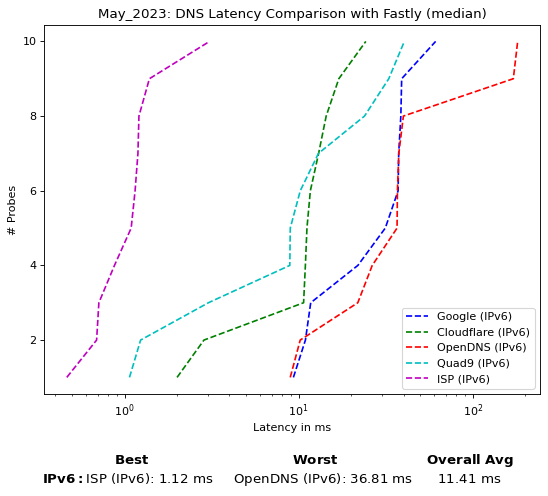 May_2023: DNS Latency Comparison with Fastly (median)
10
8
6
4
2
# Probes
10⁰
10¹
10²
Latency in ms
Google (IPv6)
Cloudflare (IPv6)
OpenDNS (IPv6)
Quad9 (IPv6)
ISP (IPv6)
Best Worst Overall Avg
IPv6: ISP (IPv6): 1.12 ms OpenDNS (IPv6): 36.81 ms 11.41 ms